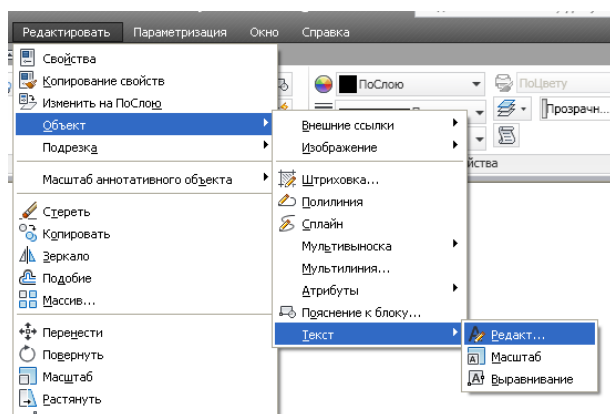 Редактировать Параметризация Окно Справка
Свойства
Копирование свойств
Изменить на ПоСлою
Объект
Подрезка
Масштаб аннотативного объекта
Стереть
Копировать
Зеркало
Подобие
Массив...
Перенести
Повернуть
Масштаб
Растянуть
ПоСлою
ПоЦвету
Прозрачн...
Внешние ссылки
Изображение
Штриховка...
Полилиния
Сплайн
Мультивыноска
Мультилиния...
Атрибуты
Пояснение к блоку...
Текст
Редакт...
Масштаб
Выравнивание